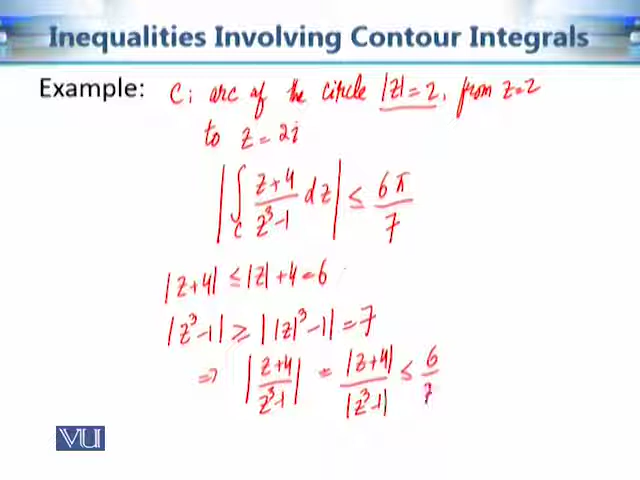 Inequalities Involving Contour Integrals
Example: C: arc of the circle |z|=2, from z=2
to z=2i
|∫_C (z+4)/(z³-1) dz| ≤ 6π/7
|z+4| ≤ |z|+4=6
|z³-1| ≥ ||z|³-1|=7
⇒ |(z+4)/(z³-1)| = |z+4|/|z³-1| ≤ 6/7
VU